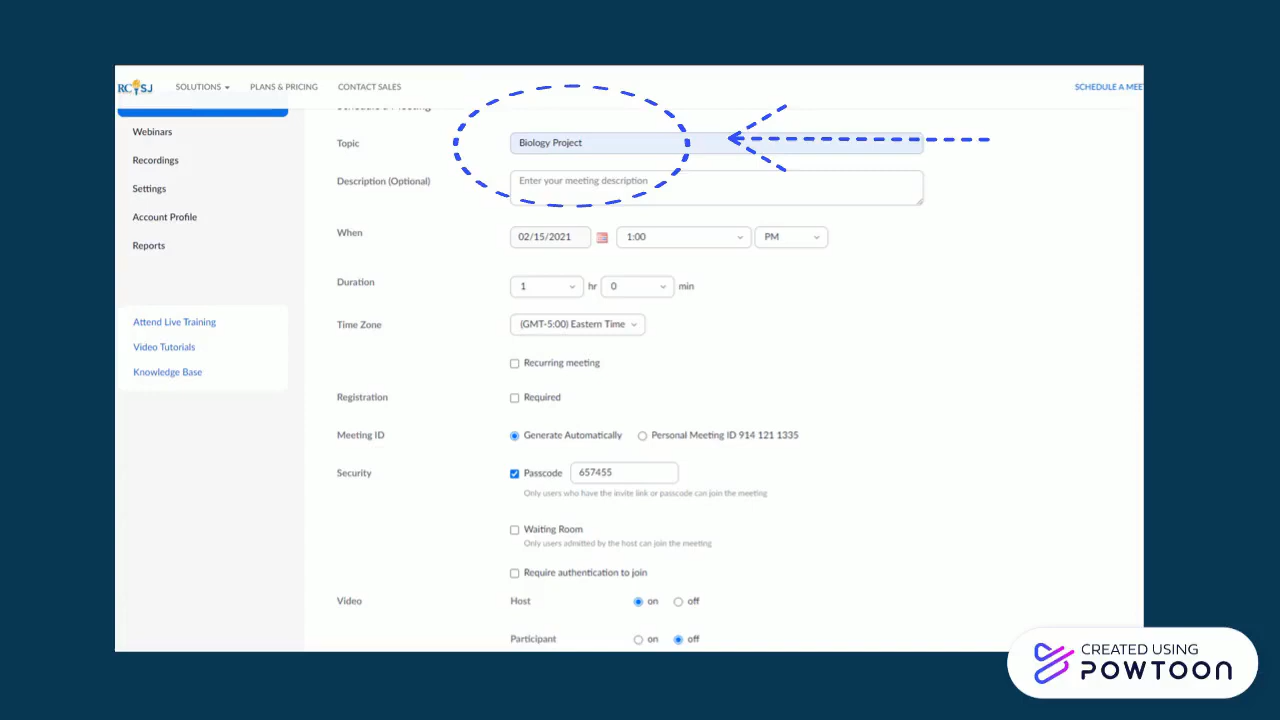 RCSJ SOLUTIONS PLANS & PRICING CONTACT SALES SCHEDULE A MEE
Schedule a Meeting
Webinars
Recordings
Settings
Account Profile
Reports
Attend Live Training
Video Tutorials
Knowledge Base
Topic Biology Project
Description (Optional) Enter your meeting description
When 02/15/2021 1:00 PM
Duration 1 hr 0 min
Time Zone (GMT-5:00) Eastern Time
Recurring meeting
Registration Required
Meeting ID Generate Automatically Personal Meeting ID 914 121 1335
Security Passcode 657455
Only users who have the invite link or passcode can join the meeting
Waiting Room
Only users admitted by the host can join the meeting
Require authentication to join
Video Host on off
Participant on off
CREATED USING
POWTOON